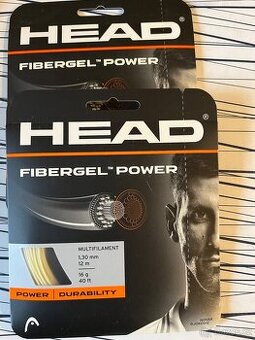 HEAD
FIBERGEL™ POWER
HEAD
FIBERGEL™ POWER
MULTIFILAMENT
1.30 mm
12 m
16 g
40 ft
POWER DURABILITY